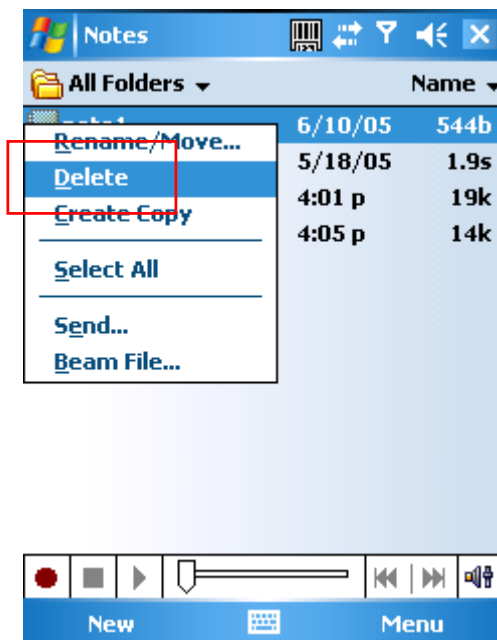 Notes
All Folders
Name
note1 6/10/05 544b
5/18/05 1.9s
4:01 p 19k
4:05 p 14k
Rename/Move...
Delete
Create Copy
Select All
Send...
Beam File...
New
Menu